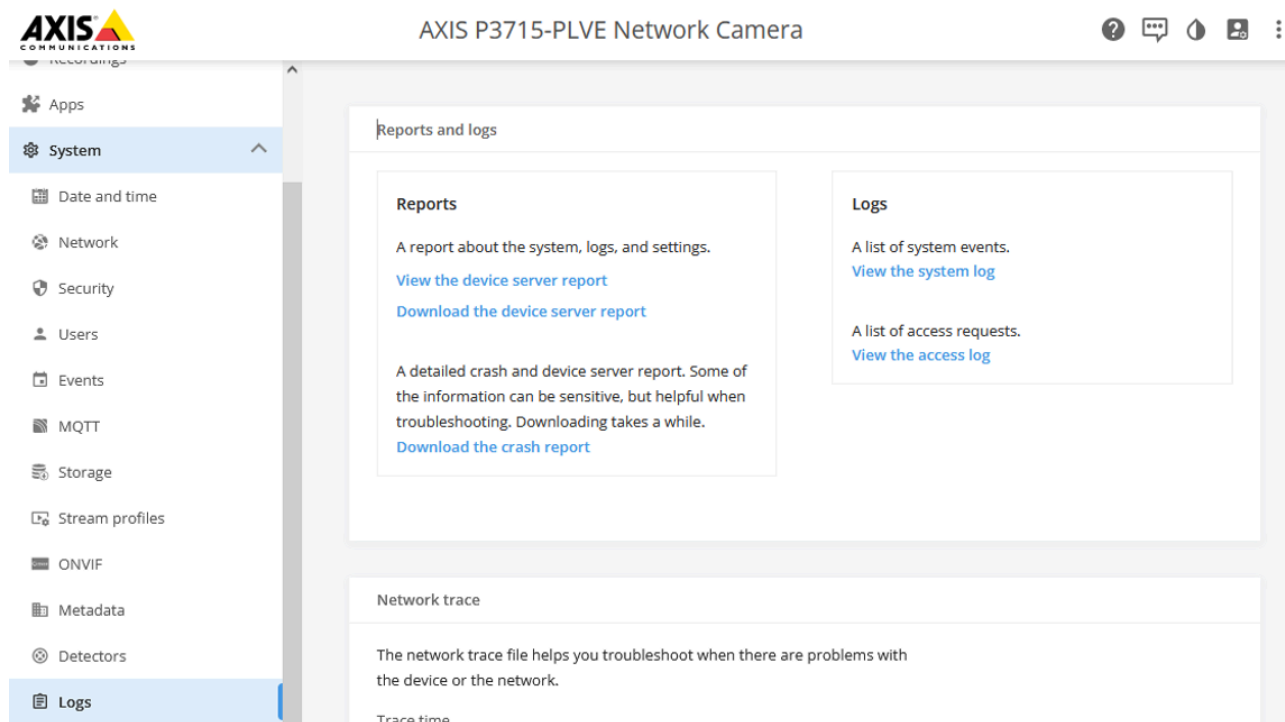 AXIS
COMMUNICATIONS
AXIS P3715-PLVE Network Camera
Recordings
Apps
System
Date and time
Network
Security
Users
Events
MQTT
Storage
Stream profiles
ONVIF
Metadata
Detectors
Logs
Reports and logs
Reports
A report about the system, logs, and settings.
View the device server report
Download the device server report
A detailed crash and device server report. Some of
the information can be sensitive, but helpful when
troubleshooting. Downloading takes a while.
Download the crash report
Logs
A list of system events.
View the system log
A list of access requests.
View the access log
Network trace
The network trace file helps you troubleshoot when there are problems with
the device or the network.
Trace time